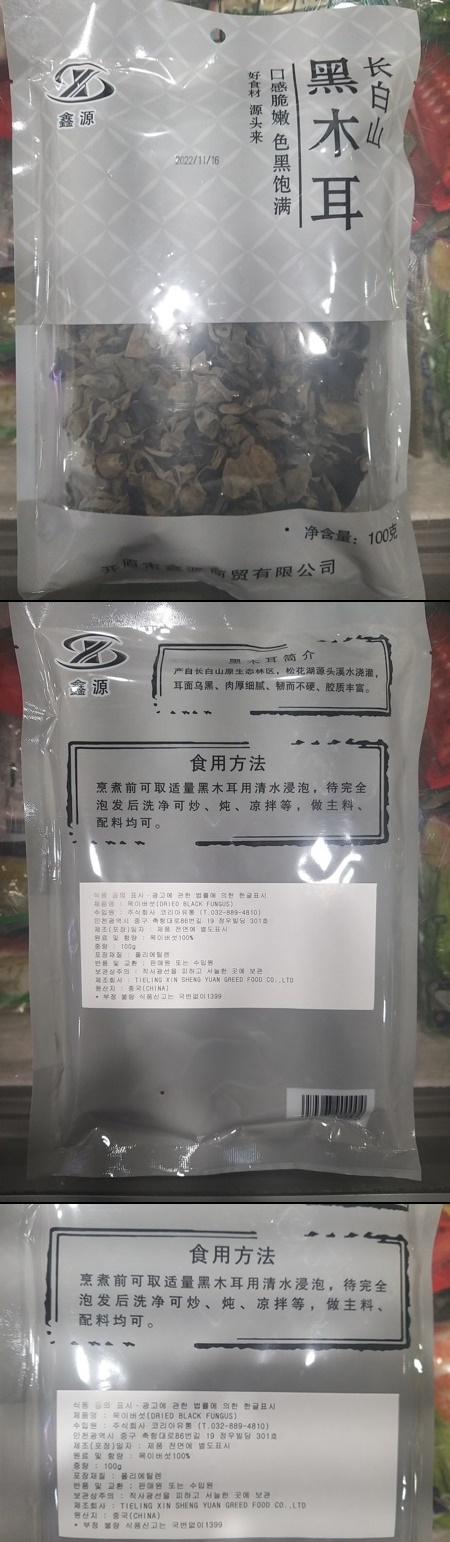 鑫源
长白山
黑木耳
口感脆嫩 色黑饱满
好食材 源头来
2022/11/16
净含量：100克
开原市鑫源商贸有限公司
鑫源
黑木耳简介
产自长白山原生态林区，松花湖源头溪水浇灌，
耳面乌黑、肉厚细腻、韧而不硬、胶质丰富。
食用方法
烹煮前可取适量黑木耳用清水浸泡，待完全
泡发后洗净可炒、炖、凉拌等，做主料、
配料均可。
식품 등의 표시·광고에 관한 법률에 의한 한글표시
제품명 : 목이버섯(DRIED BLACK FUNGUS)
수입원 : 주식회사 코리아유통 (T.032-889-4810)
인천광역시 중구 축항대로86번길 19 정우빌딩 301호
제조(포장)일자 : 제품 전면에 별도표시
원료 및 함량 : 목이버섯100%
중량 : 100g
포장재질 : 폴리에틸렌
반품 및 교환 : 판매원 또는 수입원
보관상주의 : 직사광선을 피하고 서늘한 곳에 보관
제조회사 : TIELING XIN SHENG YUAN GREED FOOD CO.,LTD
원산지 : 중국(CHINA)
* 부정 불량 식품신고는 국번없이1399
食用方法
烹煮前可取适量黑木耳用清水浸泡，待完全
泡发后洗净可炒、炖、凉拌等，做主料、
配料均可。
식품 등의 표시·광고에 관한 법률에 의한 한글표시
제품명 : 목이버섯(DRIED BLACK FUNGUS)
수입원 : 주식회사 코리아유통 (T.032-889-4810)
인천광역시 중구 축항대로86번길 19 정우빌딩 301호
제조(포장)일자 : 제품 전면에 별도표시
원료 및 함량 : 목이버섯100%
중량 : 100g
포장재질 : 폴리에틸렌
반품 및 교환 : 판매원 또는 수입원
보관상주의 : 직사광선을 피하고 서늘한 곳에 보관
제조회사 : TIELING XIN SHENG YUAN GREED FOOD CO.,LTD
원산지 : 중국(CHINA)
* 부정 불량 식품신고는 국번없이1399